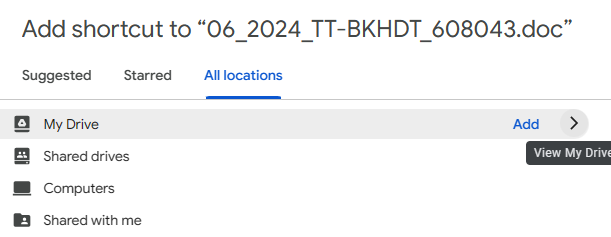 Add shortcut to “06_2024_TT-BKHDT_608043.doc”
Suggested Starred All locations
My Drive Add
View My Drive
Shared drives
Computers
Shared with me